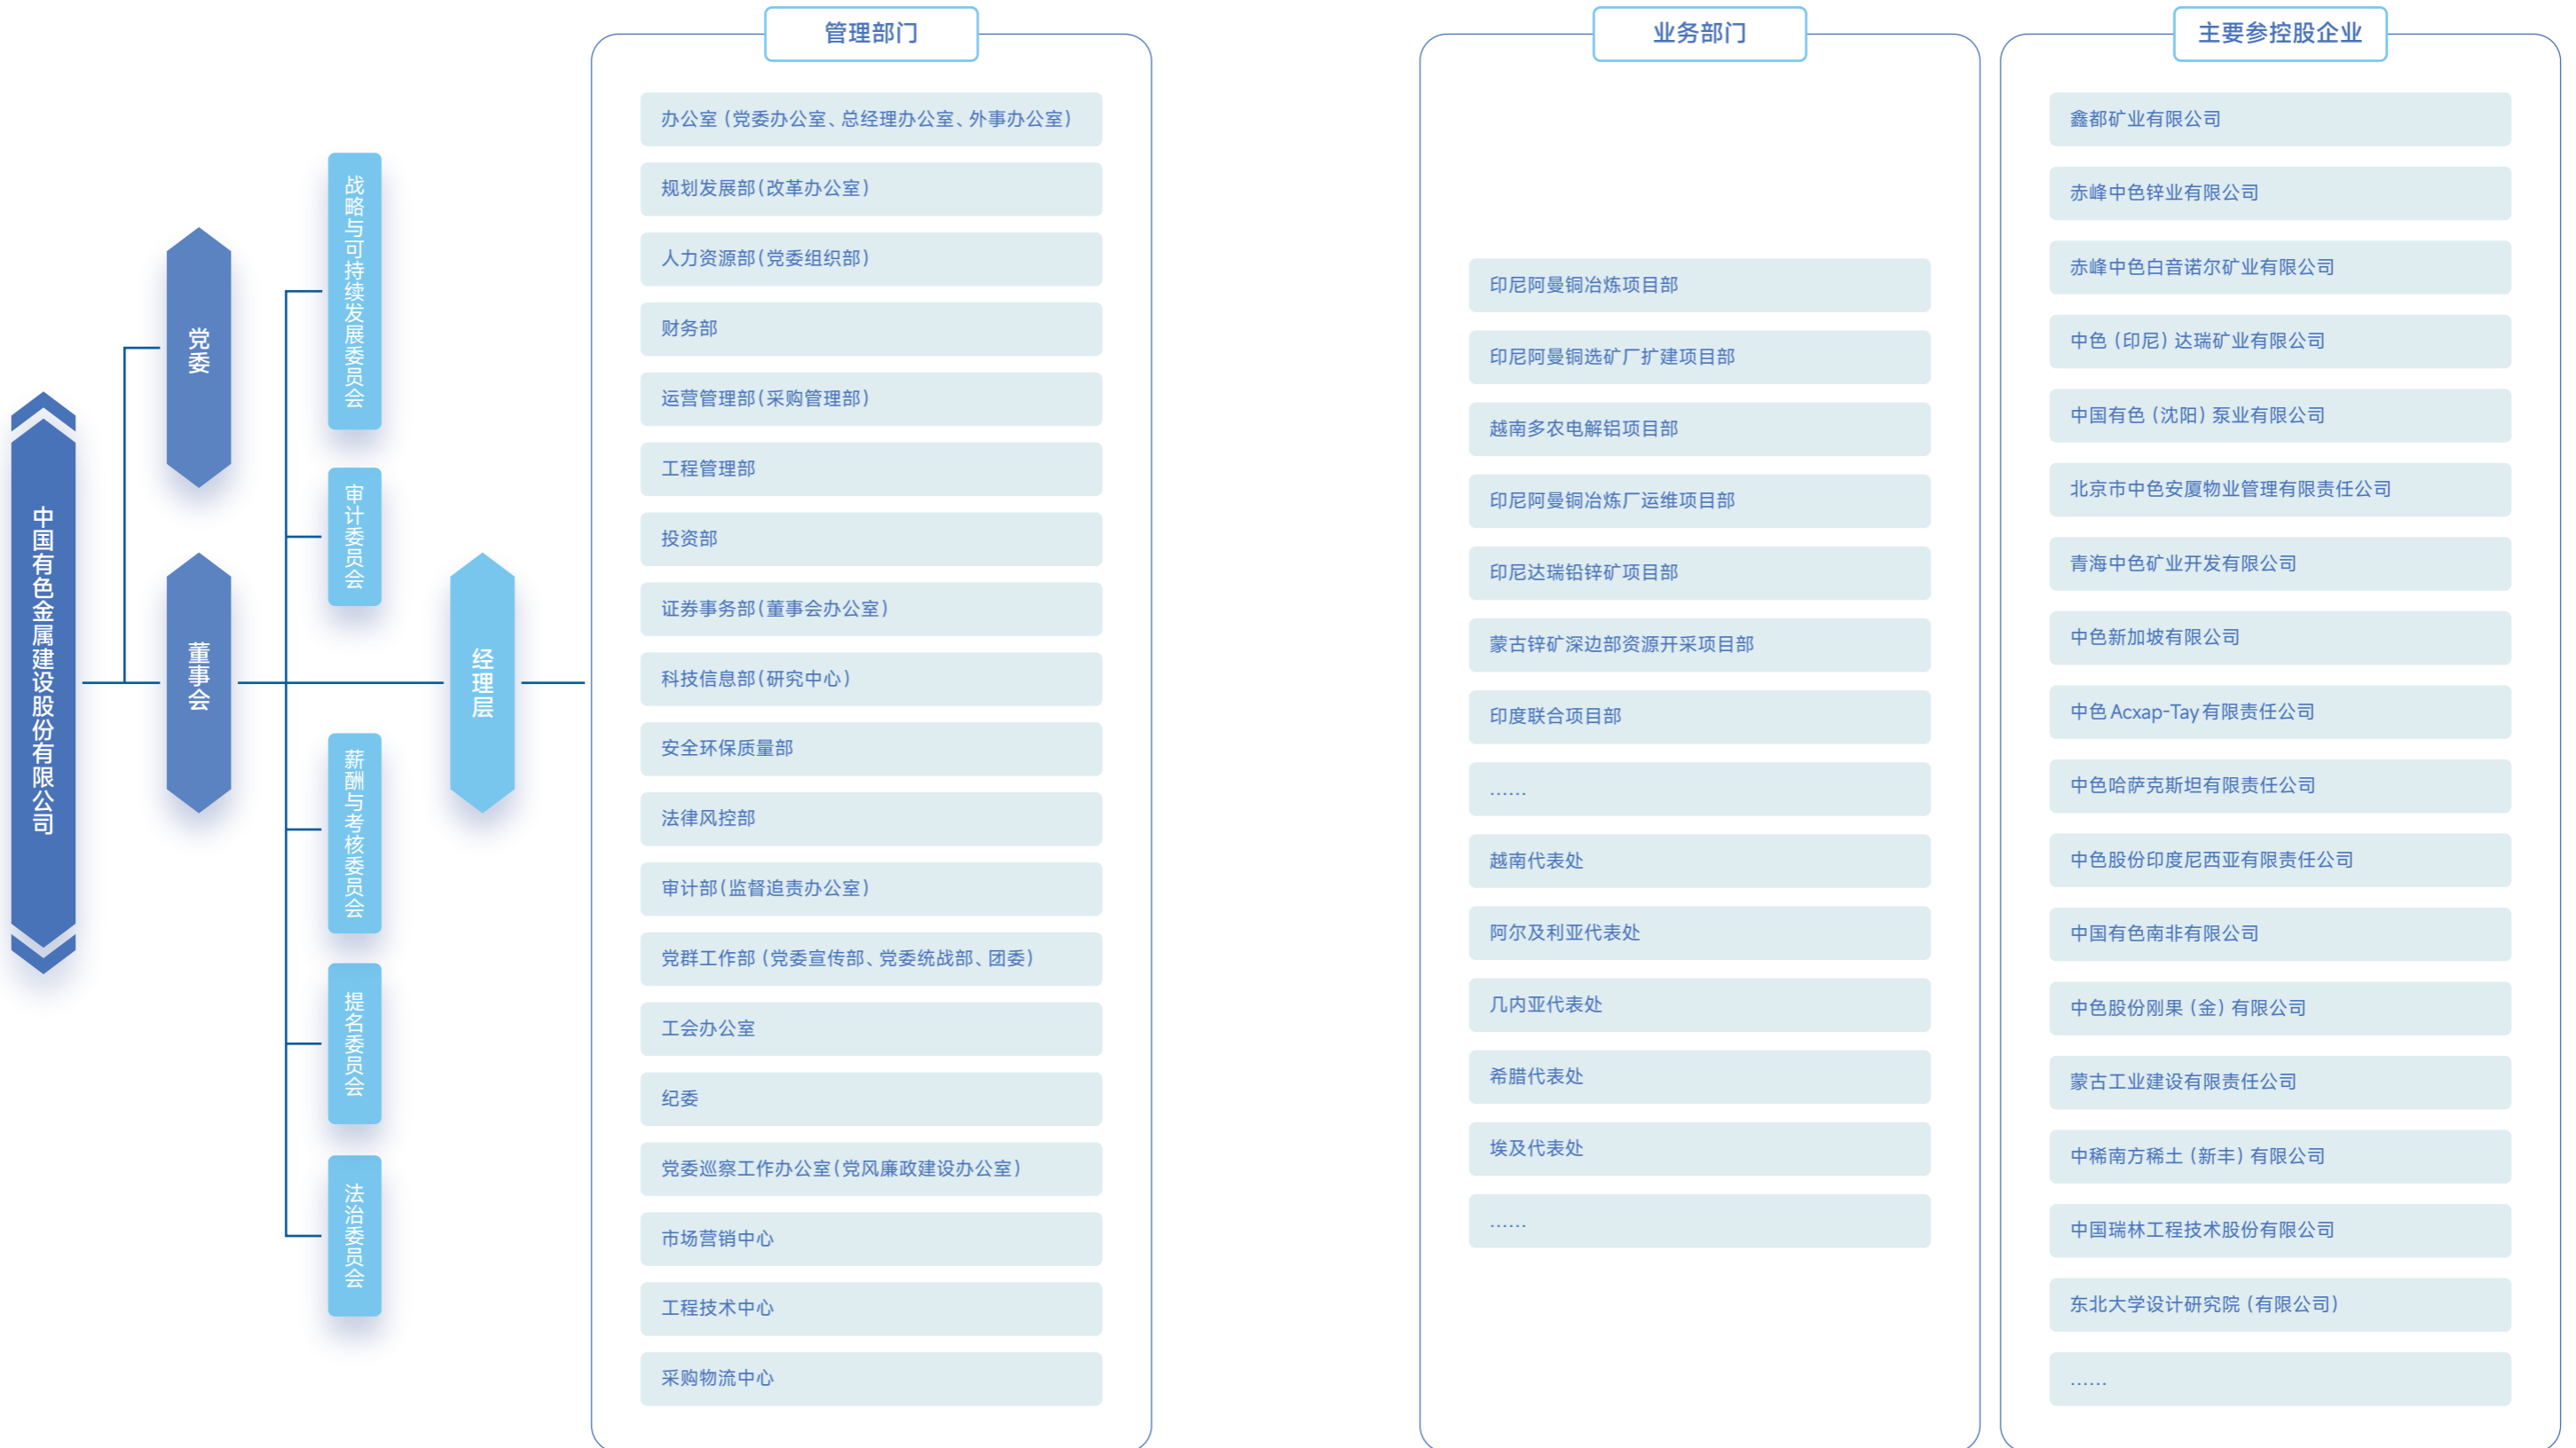 中国有色金属建设股份有限公司
党委
董事会
战略与可持续发展委员会
审计委员会
薪酬与考核委员会
提名委员会
法治委员会
经理层
管理部门
办公室（党委办公室、总经理办公室、外事办公室）
规划发展部（改革办公室）
人力资源部（党委组织部）
财务部
运营管理部（采购管理部）
工程管理部
投资部
证券事务部（董事会办公室）
科技信息部（研究中心）
安全环保质量部
法律风控部
审计部（监督追责办公室）
党群工作部（党委宣传部、党委统战部、团委）
工会办公室
纪委
党委巡察工作办公室（党风廉政建设办公室）
市场营销中心
工程技术中心
采购物流中心
业务部门
印尼阿曼铜冶炼项目部
印尼阿曼铜选矿厂扩建项目部
越南多农电解铝项目部
印尼阿曼铜冶炼厂运维项目部
印尼达瑞铅锌矿项目部
蒙古锌矿深边部资源开采项目部
印度联合项目部
……
越南代表处
阿尔及利亚代表处
几内亚代表处
希腊代表处
埃及代表处
……
主要参控股企业
鑫都矿业有限公司
赤峰中色锌业有限公司
赤峰中色白音诺尔矿业有限公司
中色（印尼）达瑞矿业有限公司
中国有色（沈阳）泵业有限公司
北京市中色安厦物业管理有限责任公司
青海中色矿业开发有限公司
中色新加坡有限公司
中色Acxap-Tay有限责任公司
中色哈萨克斯坦有限责任公司
中色股份印度尼西亚有限责任公司
中国有色南非有限公司
中色股份刚果（金）有限公司
蒙古工业建设有限责任公司
中稀南方稀土（新丰）有限公司
中国瑞林工程技术股份有限公司
东北大学设计研究院（有限公司）
……